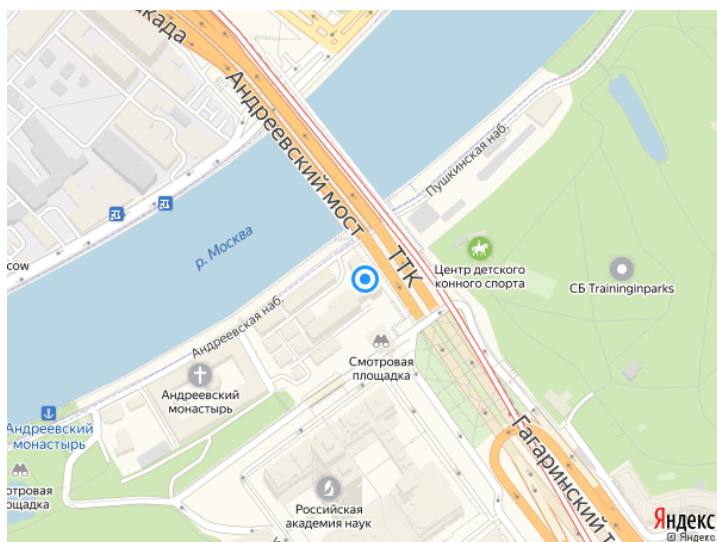 када
Андреевский мост
ТТК
Пушкинская наб.
р. Москва
cow
Центр детского
конного спорта
СБ Traininginparks
Андреевская наб.
Смотровая
площадка
Андреевский
монастырь
Андреевский
монастырь
отровая
ощадка
Гагаринский т
Российская
академия наук
Яндекс
© Яндекс